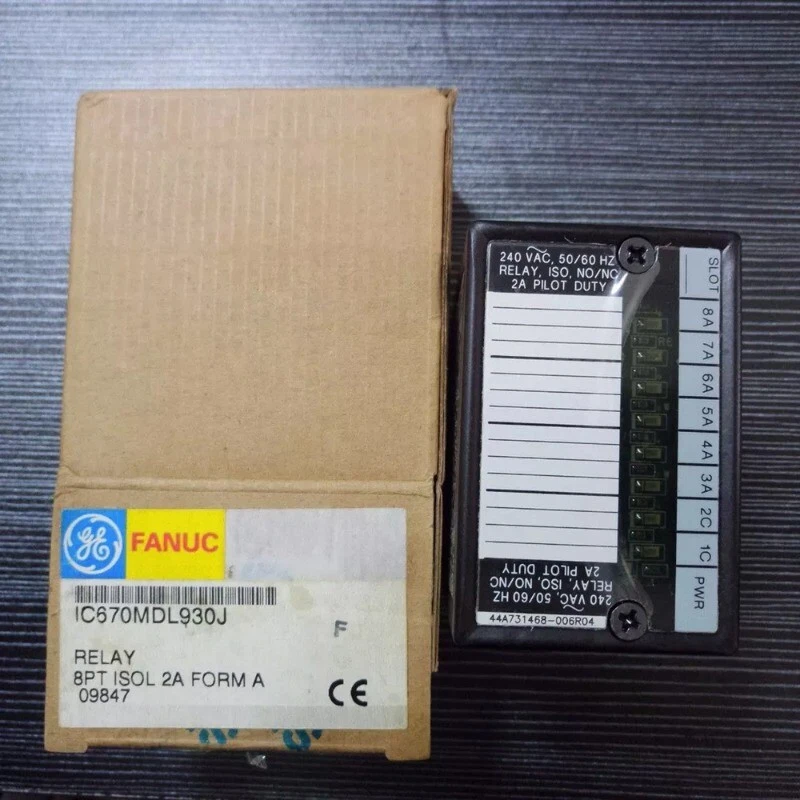 GE FANUC
IC670MDL930J
F
RELAY
8PT ISOL 2A FORM A
09847
CE
240 VAC, 50/60 HZ
RELAY, ISO, NO/NC
2A PILOT DUTY
SLOT
8A
7A
6A
5A
4A
3A
2C
1C
PWR
240 VAC, 50/60 HZ
RELAY, ISO, NO/NC
2A PILOT DUTY
44A731468-006R04